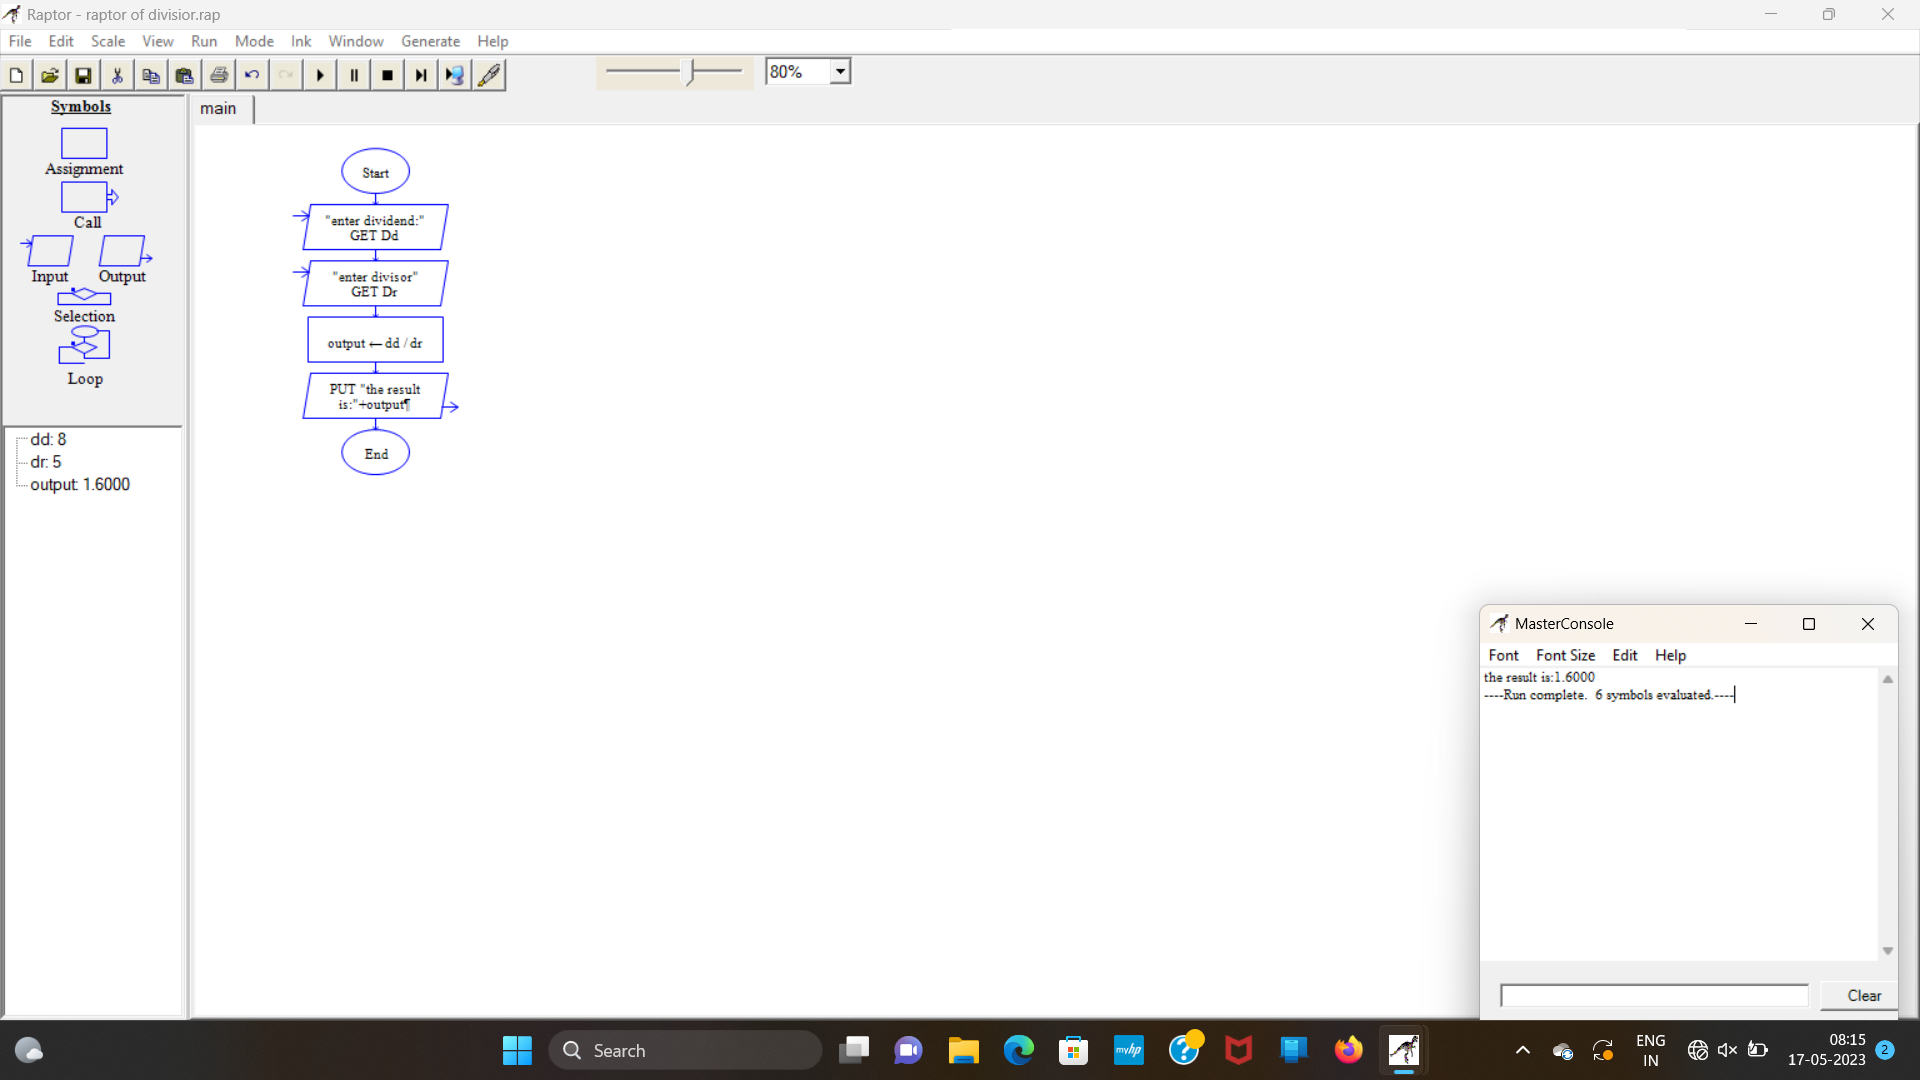 Raptor - raptor of divisior.rap
File Edit Scale View Run Mode Ink Window Generate Help
80%
Symbols
Assignment
Call
Input Output
Selection
Loop
dd: 8
dr: 5
output: 1.6000
main
Start
"enter dividend:"
GET Dd
"enter divisor"
GET Dr
output ← dd / dr
PUT "the result
is:"+output¶
End
MasterConsole
Font Font Size Edit Help
the result is:1.6000
----Run complete.  6 symbols evaluated.----
Clear
Search
myhp
ENG
IN
08:15
17-05-2023
2